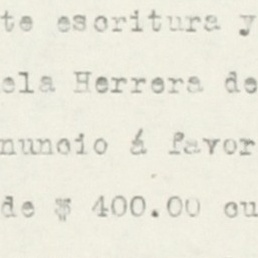 te escritura y
ela Herrera de
nuncio á favor
de $ 400.00 cu